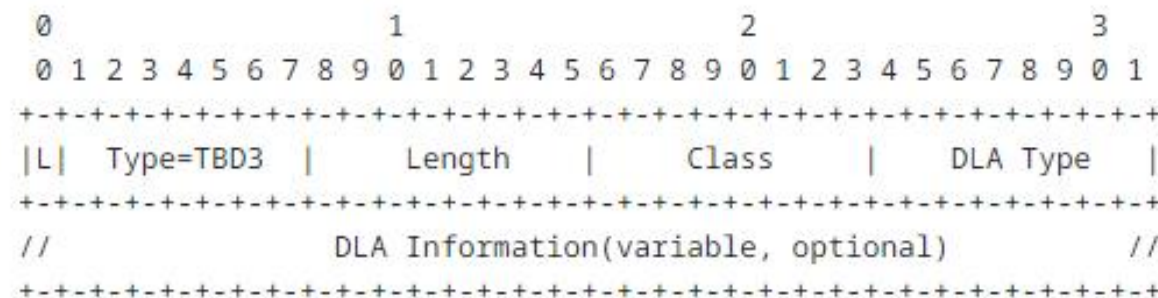 0                   1                   2                   3
 0 1 2 3 4 5 6 7 8 9 0 1 2 3 4 5 6 7 8 9 0 1 2 3 4 5 6 7 8 9 0 1
+-+-+-+-+-+-+-+-+-+-+-+-+-+-+-+-+-+-+-+-+-+-+-+-+-+-+-+-+-+-+-+-+
|L|  Type=TBD3  |     Length    |     Class     |    DLA Type   |
+-+-+-+-+-+-+-+-+-+-+-+-+-+-+-+-+-+-+-+-+-+-+-+-+-+-+-+-+-+-+-+-+
//                DLA Information(variable, optional)          //
+-+-+-+-+-+-+-+-+-+-+-+-+-+-+-+-+-+-+-+-+-+-+-+-+-+-+-+-+-+-+-+-+